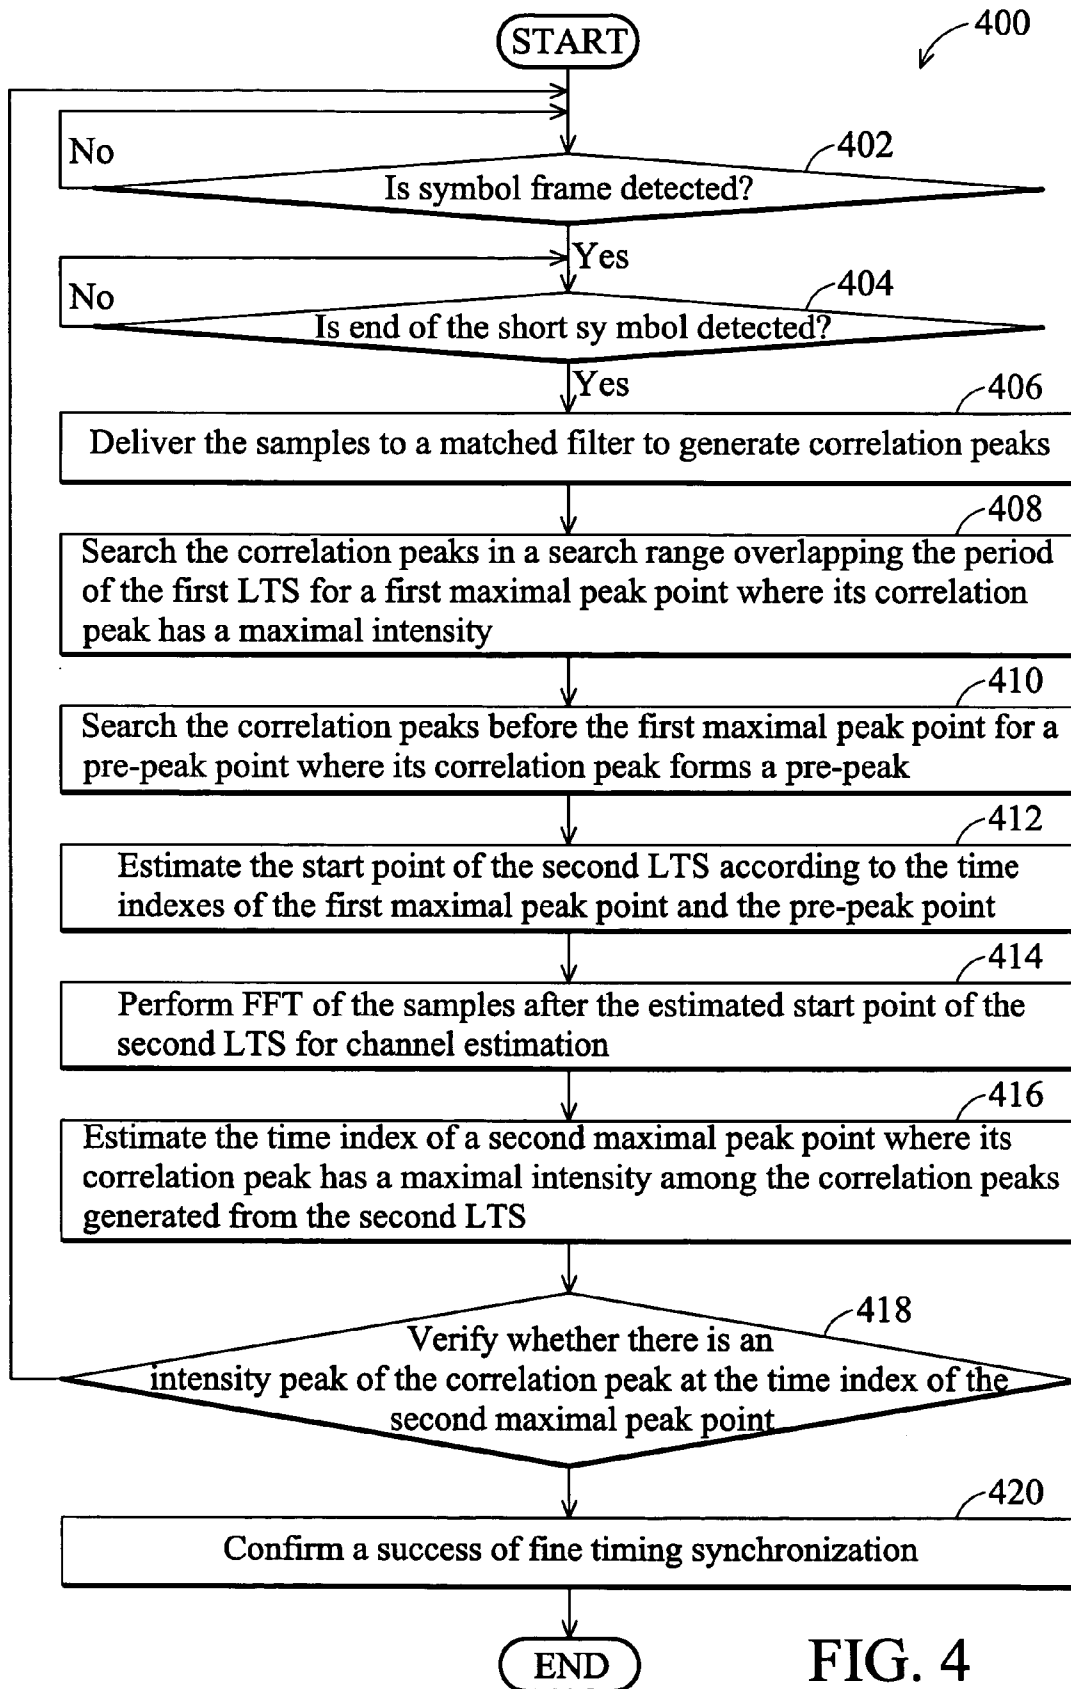 START
400
No
402
Is symbol frame detected?
Yes
No
404
Is end of the short sy mbol detected?
Yes
406
Deliver the samples to a matched filter to generate correlation peaks
408
Search the correlation peaks in a search range overlapping the period
of the first LTS for a first maximal peak point where its correlation
peak has a maximal intensity
410
Search the correlation peaks before the first maximal peak point for a
pre-peak point where its correlation peak forms a pre-peak
412
Estimate the start point of the second LTS according to the time
indexes of the first maximal peak point and the pre-peak point
414
Perform FFT of the samples after the estimated start point of the
second LTS for channel estimation
416
Estimate the time index of a second maximal peak point where its
correlation peak has a maximal intensity among the correlation peaks
generated from the second LTS
418
Verify whether there is an
intensity peak of the correlation peak at the time index of the
second maximal peak point
420
Confirm a success of fine timing synchronization
END
FIG. 4